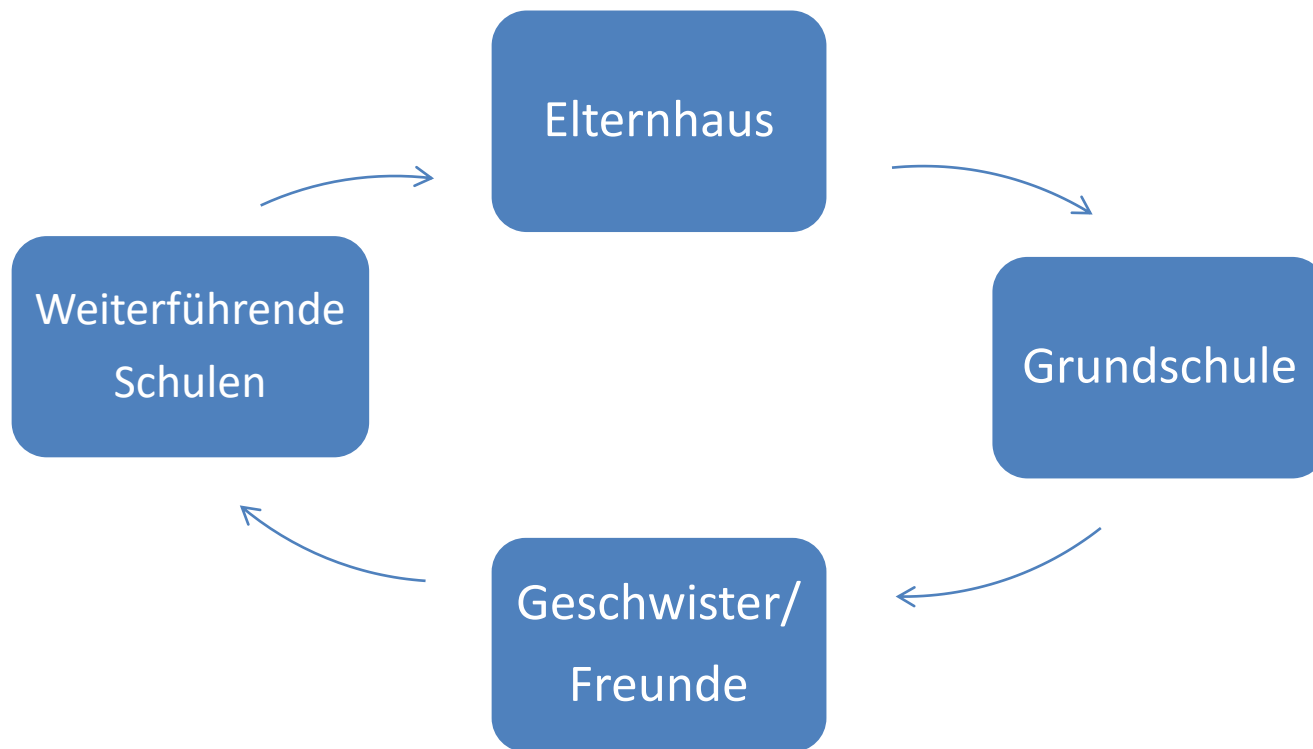 Elternhaus
Grundschule
Geschwister/
Freunde
Weiterführende
Schulen